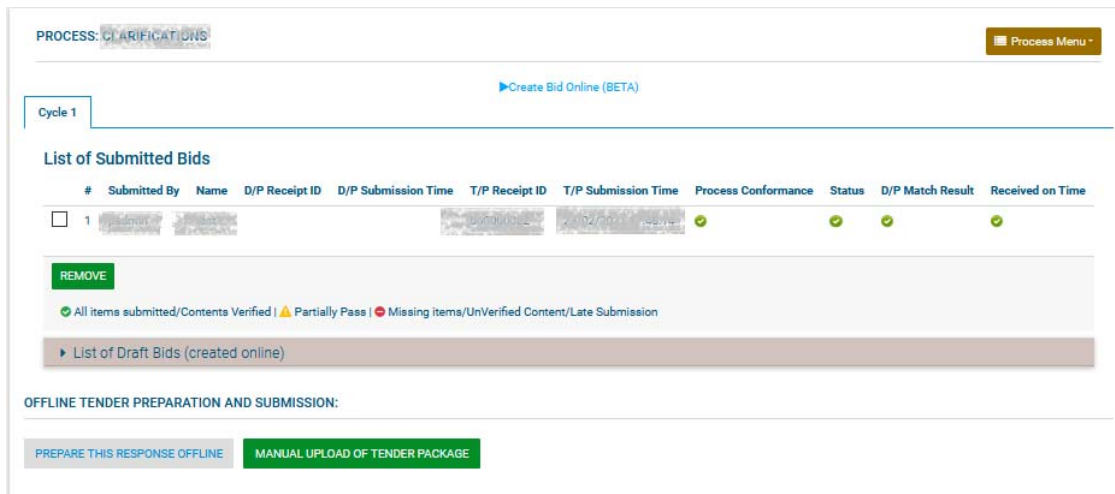 PROCESS: CLARIFICATIONS
Process Menu
Create Bid Online (BETA)
Cycle 1
List of Submitted Bids
# Submitted By Name D/P Receipt ID D/P Submission Time T/P Receipt ID T/P Submission Time Process Conformance Status D/P Match Result Received on Time
1
REMOVE
All items submitted/Contents Verified | Partially Pass | Missing items/UnVerified Content/Late Submission
List of Draft Bids (created online)
OFFLINE TENDER PREPARATION AND SUBMISSION:
PREPARE THIS RESPONSE OFFLINE MANUAL UPLOAD OF TENDER PACKAGE